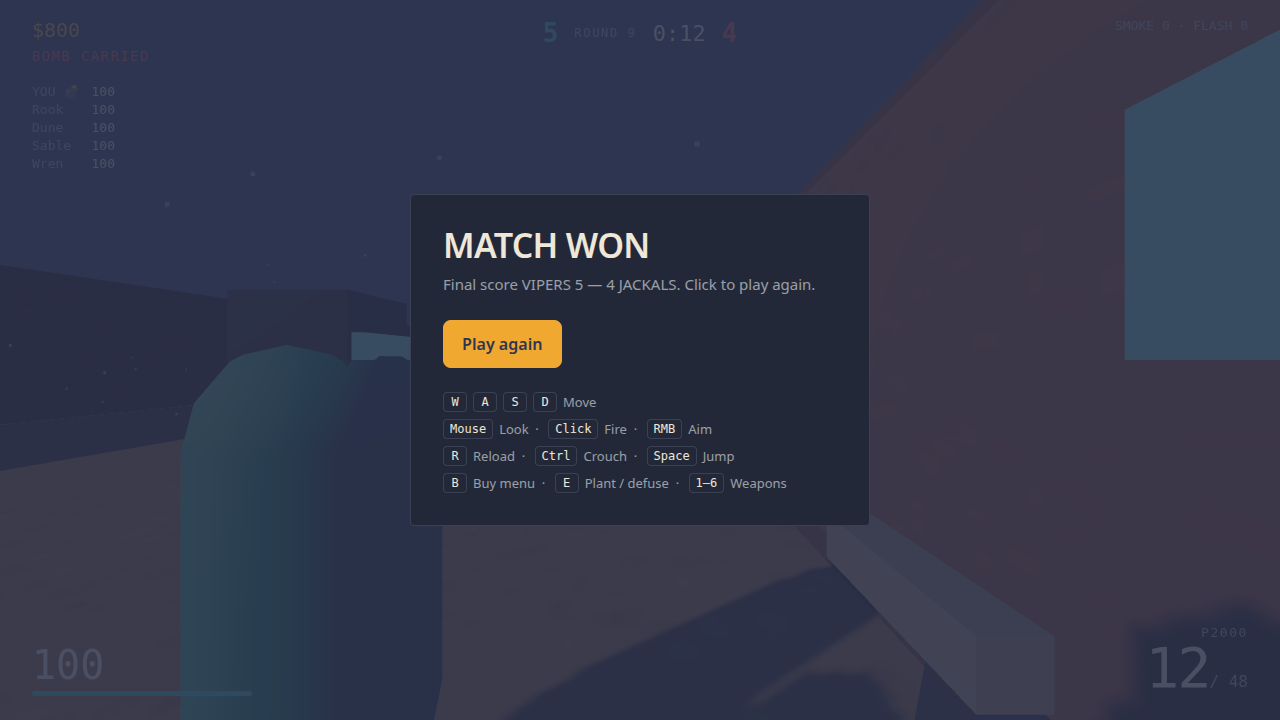 $800
BOMB CARRIED
5 ROUND 9 0:12 4
SMOKE 0 · FLASH 0
YOU 💣 100
Rook 100
Dune 100
Sable 100
Wren 100
MATCH WON
Final score VIPERS 5 — 4 JACKALS. Click to play again.
Play again
W A S D Move
Mouse Look · Click Fire · RMB Aim
R Reload · Ctrl Crouch · Space Jump
B Buy menu · E Plant / defuse · 1–6 Weapons
100
P2000
12 / 48